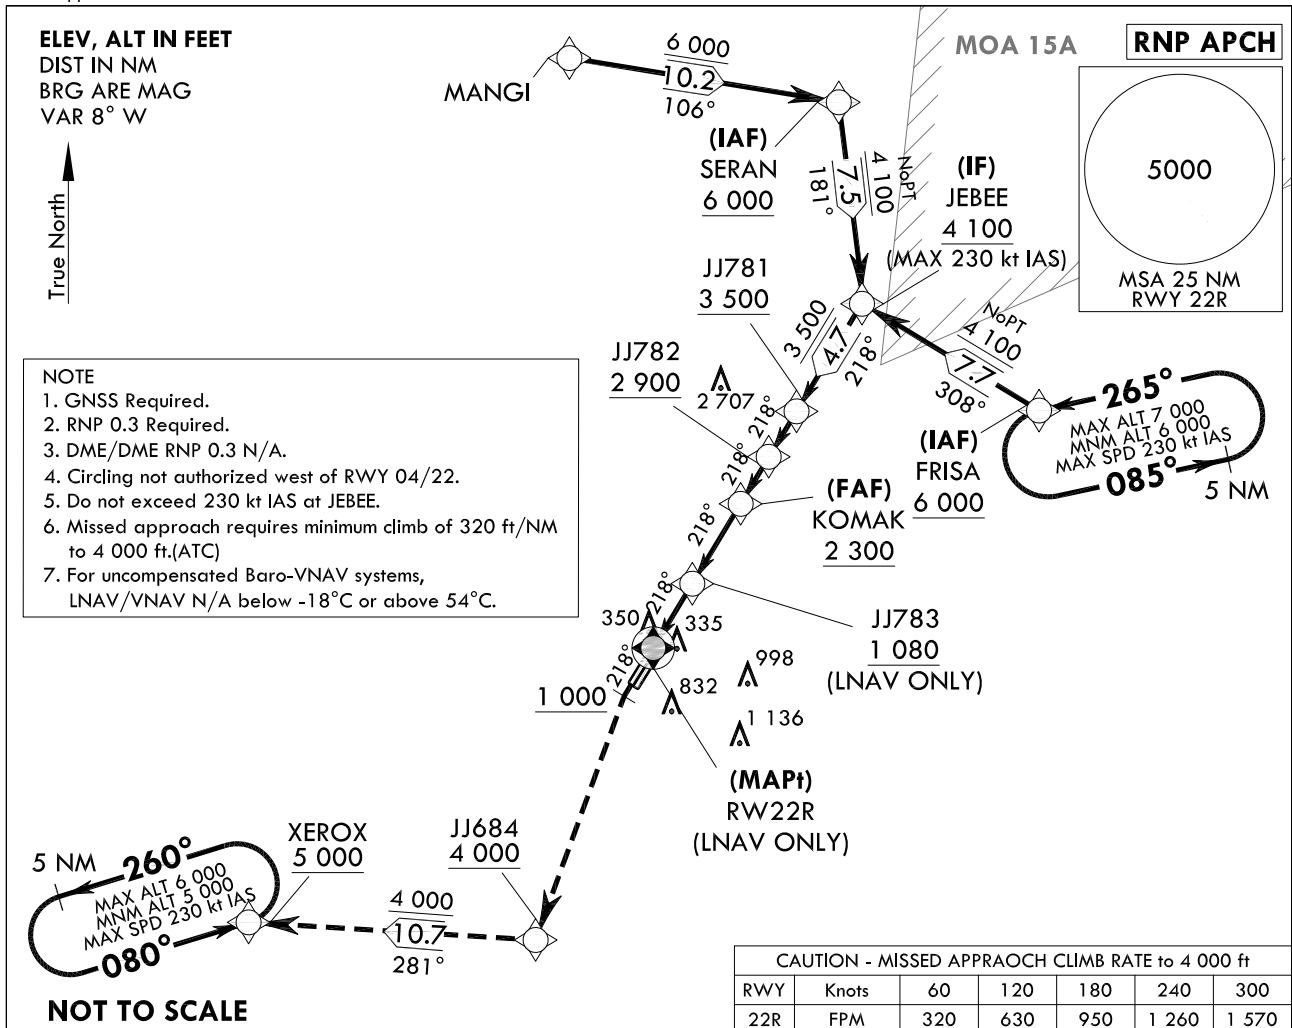 ELEV, ALT IN FEET
DIST IN NM
BRG ARE MAG
VAR 8° W
True North
MANGI
6 000
10.2
106°
MOA 15A
RNP APCH
5000
MSA 25 NM
RWY 22R
(IAF)
SERAN
6 000
NoPT
4 100
7.5
181°
(IF)
JEBEE
4 100
(MAX 230 kt IAS)
JJ781
3 500
3 500
4.7
218°
NoPT
4 100
7.7
308°
JJ782
2 900
2 707
218°
218°
218°
218°
218°
265°
MAX ALT 7 000
MNM ALT 6 000
MAX SPD 230 kt IAS
085°
5 NM
(IAF)
FRISA
6 000
(FAF)
KOMAK
2 300
NOTE
1. GNSS Required.
2. RNP 0.3 Required.
3. DME/DME RNP 0.3 N/A.
4. Circling not authorized west of RWY 04/22.
5. Do not exceed 230 kt IAS at JEBEE.
6. Missed approach requires minimum climb of 320 ft/NM
to 4 000 ft.(ATC)
7. For uncompensated Baro-VNAV systems,
LNAV/VNAV N/A below -18°C or above 54°C.
350
335
JJ783
1 080
(LNAV ONLY)
1 000
832
998
1 136
(MAPt)
RW22R
(LNAV ONLY)
XEROX
5 000
JJ684
4 000
5 NM
260°
MAX ALT 6 000
MNM ALT 5 000
MAX SPD 230 kt IAS
080°
4 000
10.7
281°
NOT TO SCALE
CAUTION - MISSED APPRAOCH CLIMB RATE to 4 000 ft
RWY Knots 60 120 180 240 300
22R FPM 320 630 950 1 260 1 570